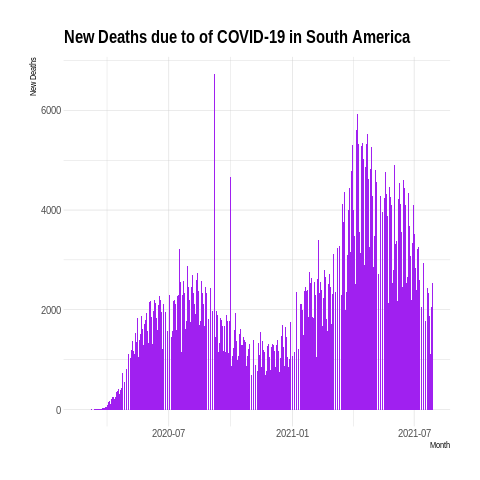 New Deaths due to of COVID-19 in South America
New Deaths
6000
4000
2000
0
2020-07
2021-01
2021-07
Month